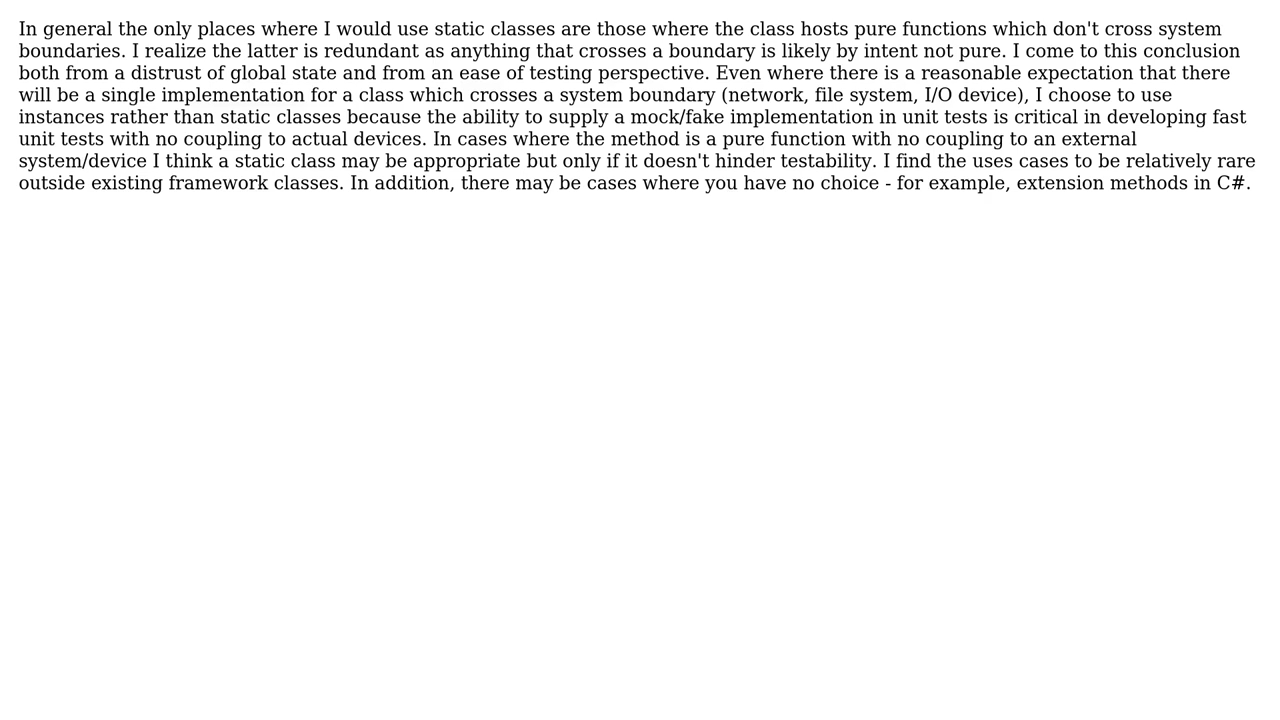 In general the only places where I would use static classes are those where the class hosts pure functions which don't cross system
boundaries. I realize the latter is redundant as anything that crosses a boundary is likely by intent not pure. I come to this conclusion
both from a distrust of global state and from an ease of testing perspective. Even where there is a reasonable expectation that there
will be a single implementation for a class which crosses a system boundary (network, file system, I/O device), I choose to use
instances rather than static classes because the ability to supply a mock/fake implementation in unit tests is critical in developing fast
unit tests with no coupling to actual devices. In cases where the method is a pure function with no coupling to an external
system/device I think a static class may be appropriate but only if it doesn't hinder testability. I find the uses cases to be relatively rare
outside existing framework classes. In addition, there may be cases where you have no choice - for example, extension methods in C#.